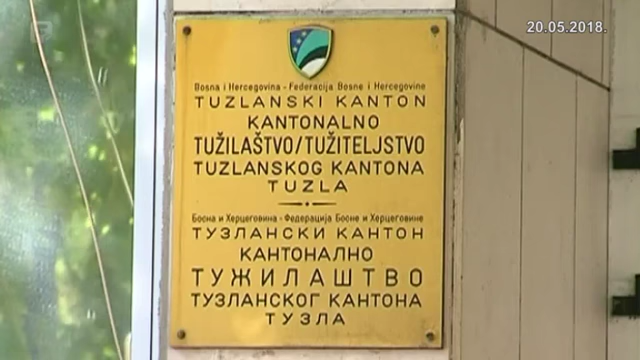 20.05.2018.
Bosna i Hercegovina - Federacija Bosne i Hercegovine
TUZLANSKI KANTON
KANTONALNO
TUŽILAŠTVO/TUŽITELJSTVO
TUZLANSKOG KANTONA
TUZLA
Босна и Херцеговина - Федерација Босне и Херцеговине
ТУЗЛАНСКИ КАНТОН
КАНТОНАЛНО
ТУЖИЛАШТВО
ТУЗЛАНСКОГ КАНТОНА
ТУЗЛА